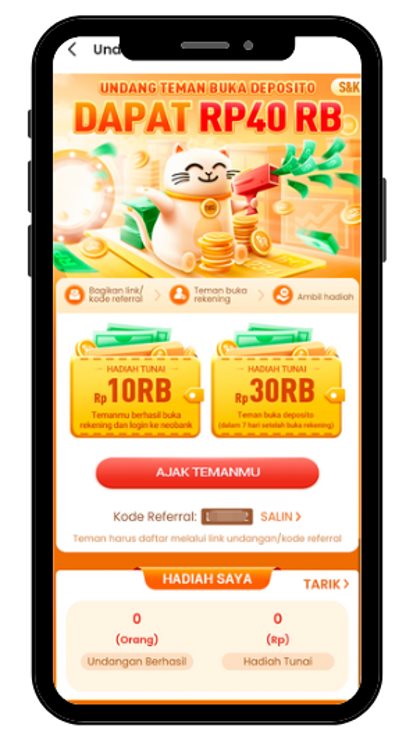 Und
UNDANG TEMAN BUKA DEPOSITO
S&K
DAPAT RP40 RB
Bagikan link/
kode referral
Teman buka
rekening
Ambil hadiah
HADIAH TUNAI
Rp 10RB
Temanmu berhasil buka
rekening dan login ke neobank
HADIAH TUNAI
Rp 30RB
Teman buka deposito
(dalam 7 hari setelah buka rekening)
AJAK TEMANMU
Kode Referral:
SALIN >
Teman harus daftar melalui link undangan/kode referral
HADIAH SAYA
TARIK >
0
(Orang)
Undangan Berhasil
0
(Rp)
Hadiah Tunai